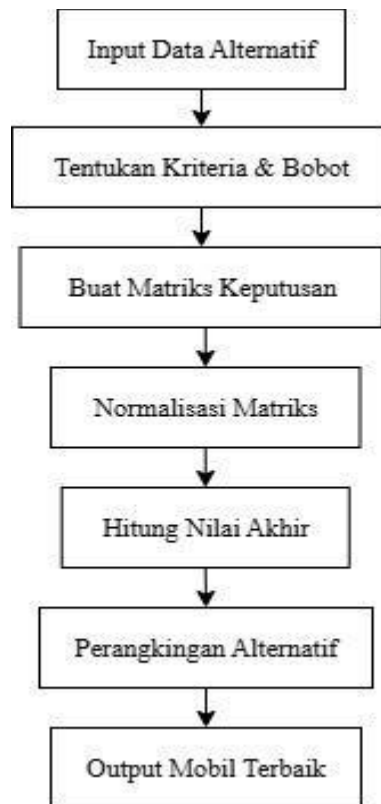 Input Data Alternatif
Tentukan Kriteria & Bobot
Buat Matriks Keputusan
Normalisasi Matriks
Hitung Nilai Akhir
Perangkingan Alternatif
Output Mobil Terbaik